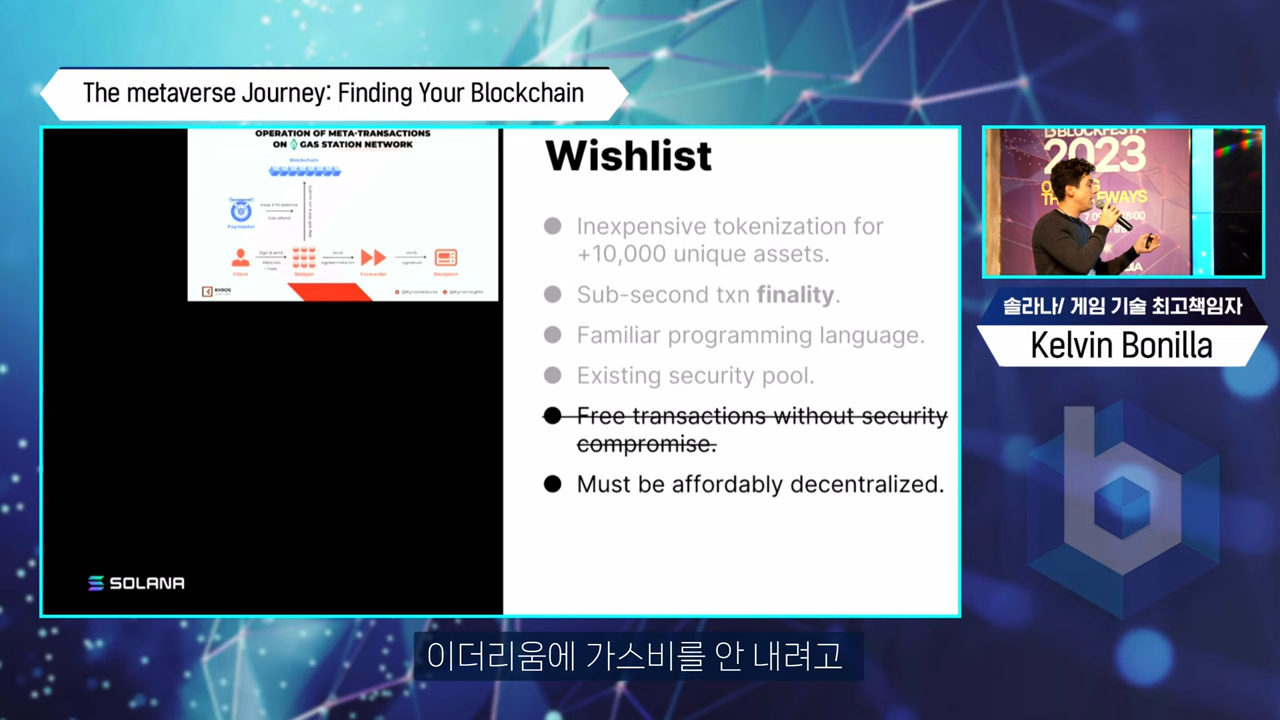 The metaverse Journey: Finding Your Blockchain
OPERATION OF META-TRANSACTIONS
ON GAS STATION NETWORK
Blockchain
Paymaster
Client
Relayer
Forwarder
Recipient
KYROS
Wishlist
● Inexpensive tokenization for
+10,000 unique assets.
● Sub-second txn finality.
● Familiar programming language.
● Existing security pool.
● Free transactions without security
compromise.
● Must be affordably decentralized.
SOLANA
BLOCKFESTA
2023
솔라나/ 게임 기술 최고책임자
Kelvin Bonilla
이더리움에 가스비를 안 내려고